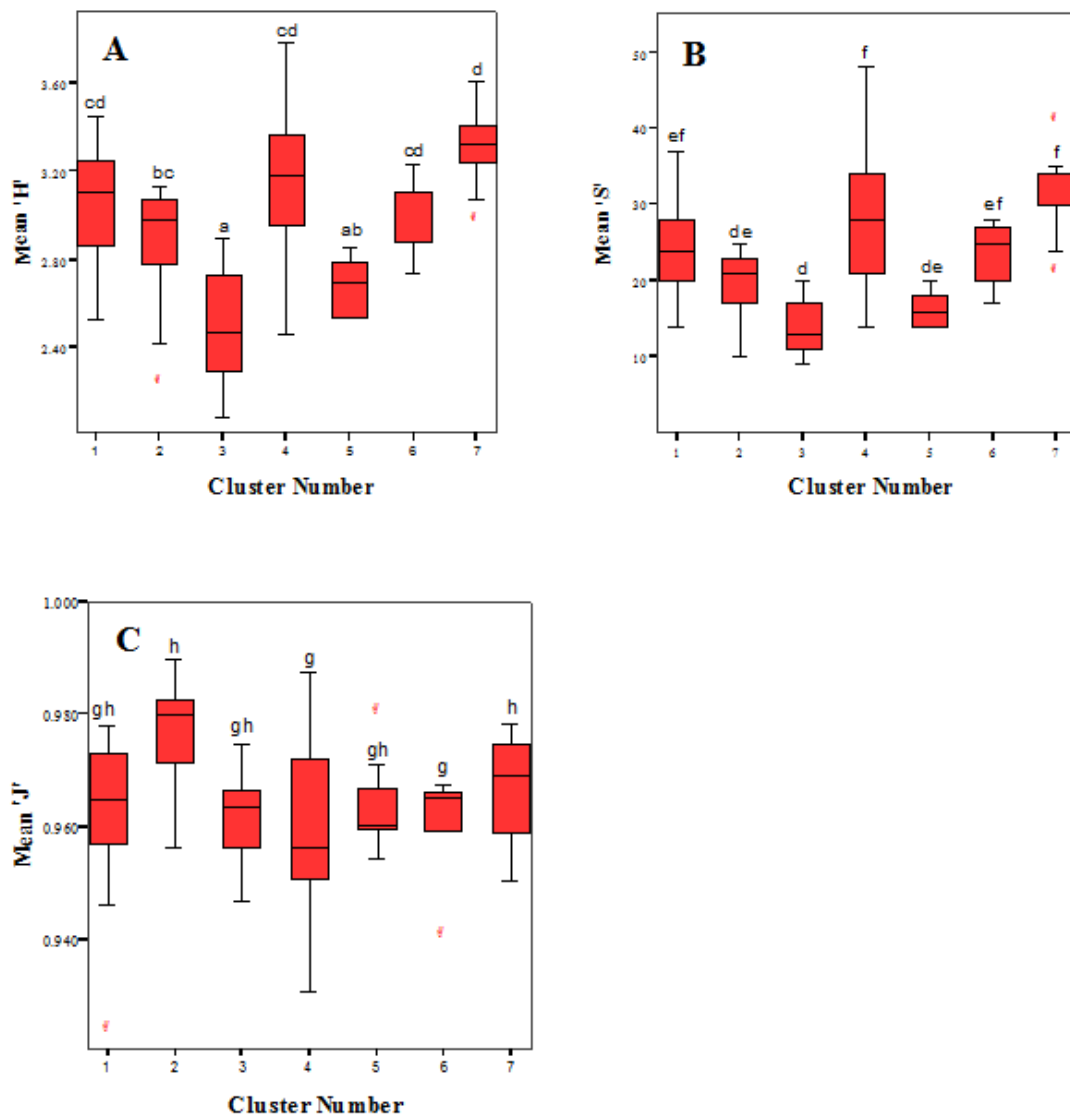 A
cd
bc
a
cd
ab
cd
d
3.60
3.20
2.80
2.40
Mean 'H'
1 2 3 4 5 6 7
Cluster Number
B
ef
de
d
f
de
ef
f
50
40
30
20
10
Mean 'S'
1 2 3 4 5 6 7
Cluster Number
C
gh
h
gh
g
gh
g
h
1.000
0.980
0.960
0.940
Mean 'J'
1 2 3 4 5 6 7
Cluster Number